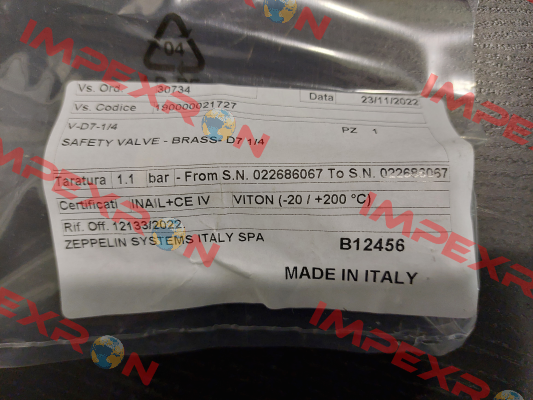 04
Vs. Ord. 30734 Data 23/11/2022
Vs. Codice 190000021727
V-D7-1/4 PZ 1
SAFETY VALVE - BRASS- D7 1/4
Taratura 1.1 bar - From S.N. 022686067 To S N. 022686067
Certificati INAIL+CE IV VITON (-20 / +200 °C)
Rif. Off. 12133/2022
ZEPPELIN SYSTEMS ITALY SPA B12456
MADE IN ITALY
IMPEXRON
IMPEXRON
IMPEXRON
IMPEXRON
IMPEXRON